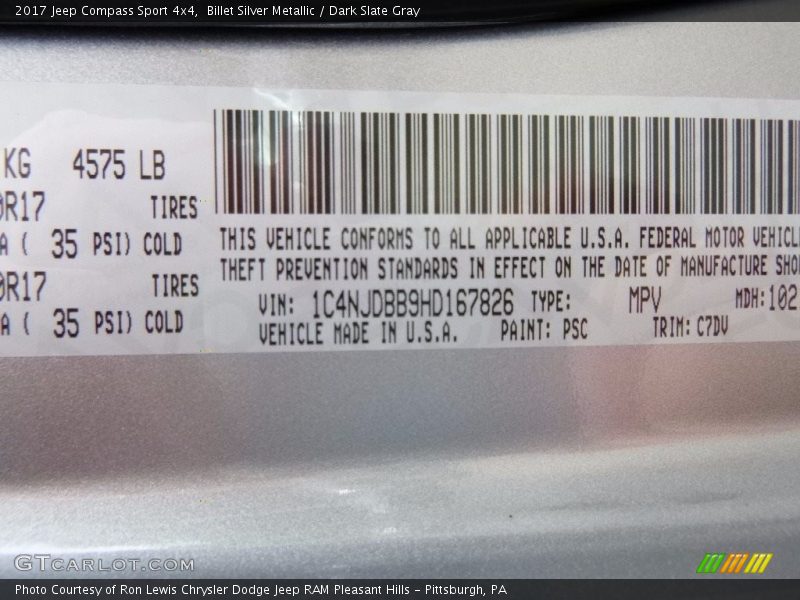 2017 Jeep Compass Sport 4x4, Billet Silver Metallic / Dark Slate Gray
KG 4575 LB
0R17 TIRES
A ( 35 PSI) COLD
0R17 TIRES
A ( 35 PSI) COLD
THIS VEHICLE CONFORMS TO ALL APPLICABLE U.S.A. FEDERAL MOTOR VEHICL
THEFT PREVENTION STANDARDS IN EFFECT ON THE DATE OF MANUFACTURE SHO
VIN: 1C4NJDBB9HD167826 TYPE: MPV MDH: 102
VEHICLE MADE IN U.S.A. PAINT: PSC TRIM: C7DV
GTCARLOT.COM
Photo Courtesy of Ron Lewis Chrysler Dodge Jeep RAM Pleasant Hills - Pittsburgh, PA